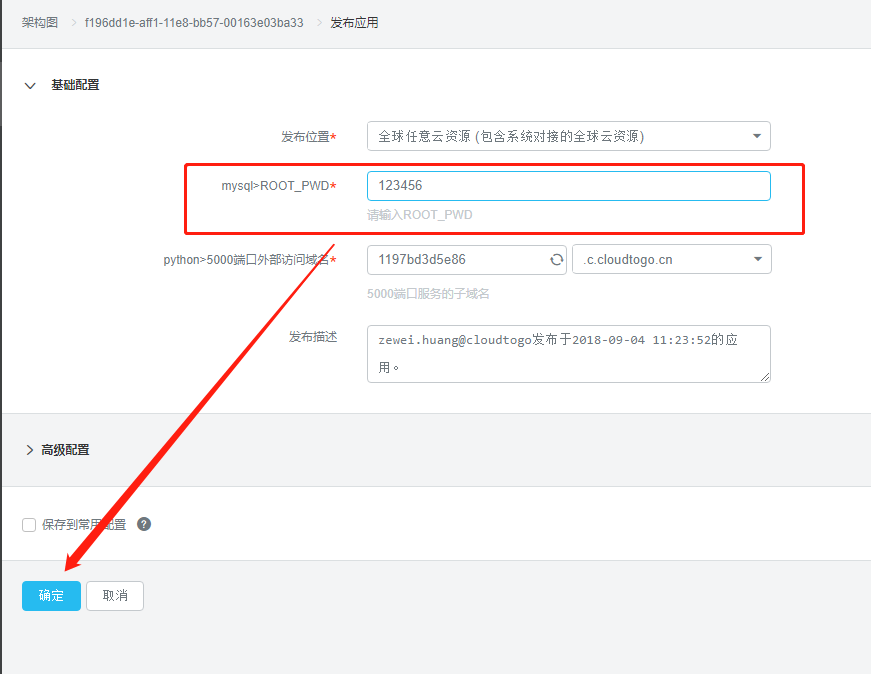 架构图 > f196dd1e-aff1-11e8-bb57-00163e03ba33 > 发布应用
基础配置
发布位置* 全球任意云资源 (包含系统对接的全球云资源)
mysql>ROOT_PWD* 123456
请输入ROOT_PWD
python>5000端口外部访问域名* 1197bd3d5e86 .c.cloudtogo.cn
5000端口服务的子域名
发布描述 zewei.huang@cloudtogo发布于2018-09-04 11:23:52的应
用。
高级配置
保存到常用配置 ?
确定 取消